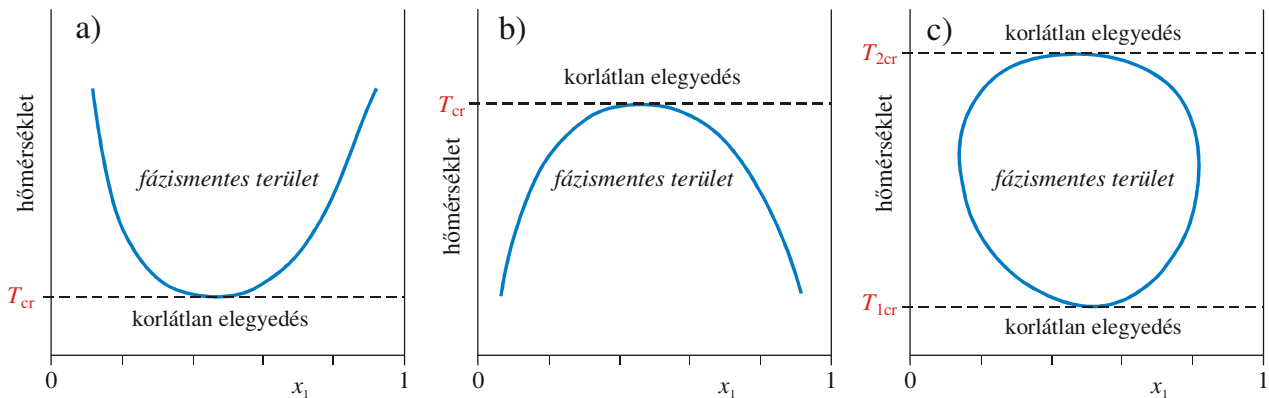 a)
hőmérséklet
fázismentes terület
T_cr
korlátlan elegyedés
0
x_1
1
b)
korlátlan elegyedés
T_cr
hőmérséklet
fázismentes terület
0
x_1
1
c)
korlátlan elegyedés
T_2cr
hőmérséklet
fázismentes terület
T_1cr
korlátlan elegyedés
0
x_1
1